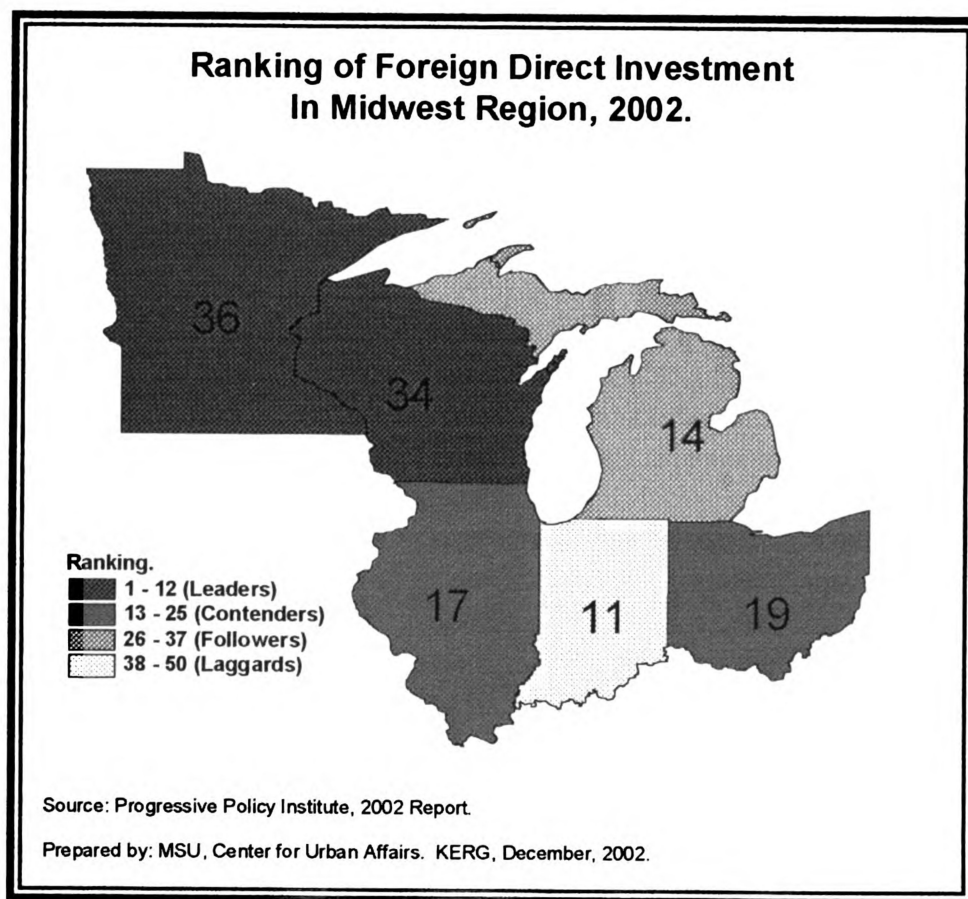 Ranking of Foreign Direct Investment
In Midwest Region, 2002.
36
34
14
17
11
19
Ranking.
1 - 12 (Leaders)
13 - 25 (Contenders)
26 - 37 (Followers)
38 - 50 (Laggards)
Source: Progressive Policy Institute, 2002 Report.
Prepared by: MSU, Center for Urban Affairs. KERG, December, 2002.